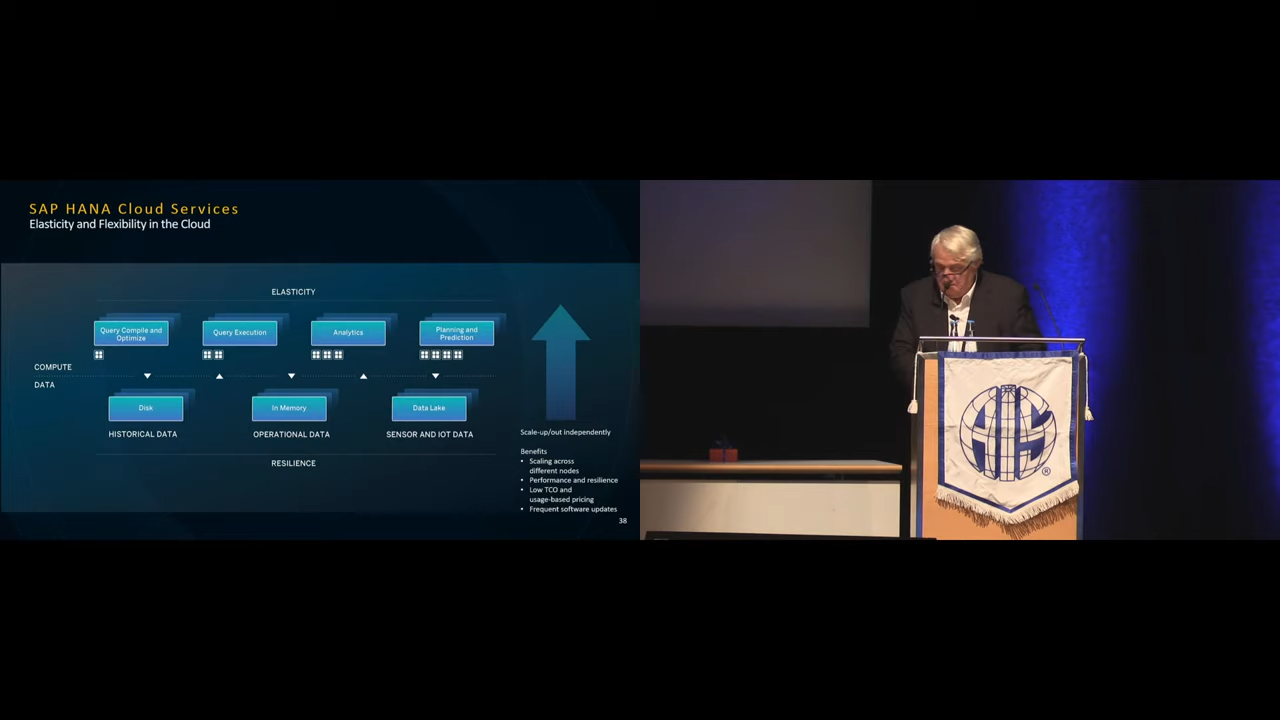 SAP HANA Cloud Services
Elasticity and Flexibility in the Cloud
ELASTICITY
Query Compile and
Optimize
Query Execution
Analytics
Planning and
Prediction
COMPUTE
DATA
Disk
In Memory
Data Lake
HISTORICAL DATA
OPERATIONAL DATA
SENSOR AND IOT DATA
RESILIENCE
Scale-up/out independently
Benefits
• Scaling across
different nodes
• Performance and resilience
• Low TCO and
usage-based pricing
• Frequent software updates
38
®